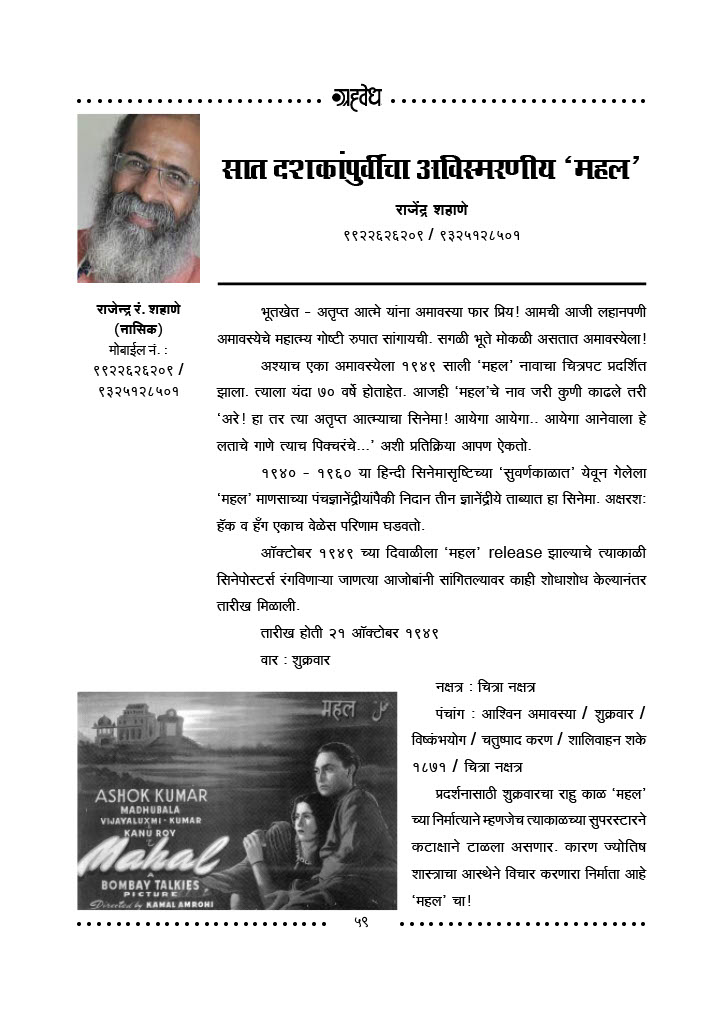 ग्रहवेध
सात दशकांपुर्वीचा अविस्मरणीय ‘महल’
राजेंद्र शहाणे
९९२२६२६२०९ / ९३२५१२८५०१
राजेन्द्र रं. शहाणे
(नासिक)
मोबाईल नं. :
९९२२६२६२०९ /
९३२५१२८५०१
भूतखेत - अतृप्त आत्मे यांना अमावस्या फार प्रिय! आमची आजी लहानपणी
अमावस्येचे महात्म्य गोष्टी रुपात सांगायची. सगळी भूते मोकळी असतात अमावस्येला!
अश्याच एका अमावस्येला १९४९ साली ‘महल’ नावाचा चित्रपट प्रदर्शित
झाला. त्याला यंदा ७० वर्षे होताहेत. आजही ‘महल’चे नाव जरी कुणी काढले तरी
‘अरे! हा तर त्या अतृप्त आत्म्याचा सिनेमा! आयेगा आयेगा.. आयेगा आनेवाला हे
लताचे गाणे त्याच पिक्चरंचे...’ अशी प्रतिक्रिया आपण ऐकतो.
१९४० - १९६० या हिन्दी सिनेमासृष्टिच्या ‘सुवर्णकाळात’ येवून गेलेला
‘महल’ माणसाच्या पंचज्ञानेंद्रीयांपैकी निदान तीन ज्ञानेंद्रीये ताब्यात हा सिनेमा. अक्षरश:
हॅक व हँग एकाच वेळेस परिणाम घडवतो.
ऑक्टोबर १९४९ च्या दिवाळीला ‘महल’ release झाल्याचे त्याकाळी
सिनेपोस्टर्स रंगविणाऱ्या जाणत्या आजोबांनी सांगितल्यावर काही शोधाशोध केल्यानंतर
तारीख मिळाली.
तारीख होती २१ ऑक्टोबर १९४९
वार : शुक्रवार
नक्षत्र : चित्रा नक्षत्र
पंचांग : आश्विन अमावस्या / शुक्रवार /
विष्कंभयोग / चतुष्पाद करण / शालिवाहन शके
१८७१ / चित्रा नक्षत्र
प्रदर्शनासाठी शुक्रवारचा राहु काळ ‘महल’
च्या निर्मात्याने म्हणजेच त्याकाळच्या सुपरस्टारने
कटाक्षाने टाळला असणार. कारण ज्योतिष
शास्त्राचा आस्थेने विचार करणारा निर्माता आहे
‘महल’ चा!
महल محل
ASHOK KUMAR
MADHUBALA
VIJAYALUXMI - KUMAR
KANU ROY
Mahal
A
BOMBAY TALKIES
PICTURE
Directed by KAMAL AMROHI
५९